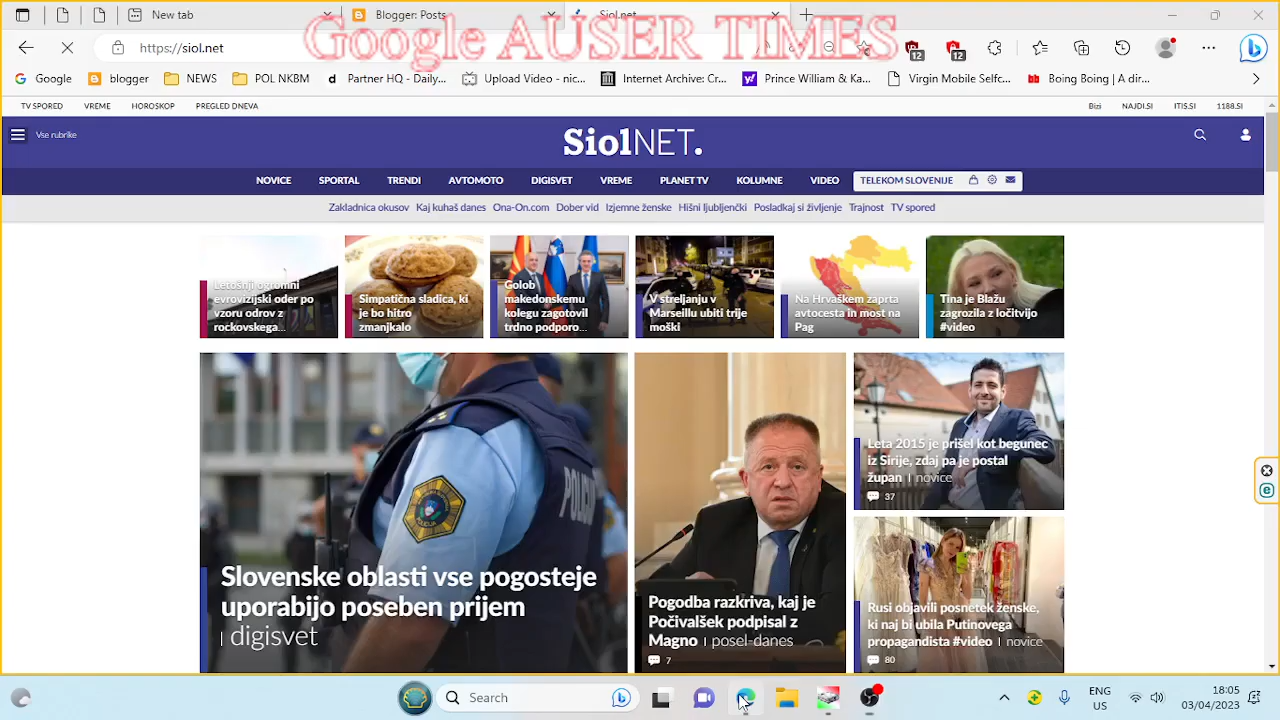 New tab
Blogger: Posts
Siol.net
Google AUSER TIMES
https://siol.net
12
12
Google
blogger
NEWS
POL NKBM
Partner HQ - Daily...
Upload Video - nic...
Internet Archive: Cr...
Prince William & Ka...
Virgin Mobile Selfc...
Boing Boing | A dir...
TV SPORED
VREME
HOROSKOP
PREGLED DNEVA
Bizi
NAJDI.SI
ITIS.SI
1188.SI
Vse rubrike
SiolNET.
NOVICE
SPORTAL
TRENDI
AVTOMOTO
DIGISVET
VREME
PLANET TV
KOLUMNE
VIDEO
TELEKOM SLOVENIJE
Zakladnica okusov
Kaj kuhaš danes
Ona-On.com
Dober vid
Izjemne ženske
Hišni ljubljenčki
Posladkaj si življenje
Trajnost
TV spored
Letošnji ogromni
evrovizijski oder po
vzoru odrov z
rockovskega...
Simpatična sladica, ki
je bo hitro
zmanjkalo
Golob
makedonskemu
kolegu zagotovil
trdno podporo...
V streljanju v
Marseillu ubiti trije
moški
Na Hrvaškem zaprta
avtocesta in most na
Pag
Tina je Blažu
zagrozila z ločitvijo
#video
POLICIJA
POLICIJA
Slovenske oblasti vse pogosteje
uporabijo poseben prijem
| digisvet
Pogodba razkriva, kaj je
Počivalšek podpisal z
Magno | posel danes
7
Leta 2015 je prišel kot begunec
iz Sirije, zdaj pa je postal
župan | novice
37
Rusi objavili posnetek ženske,
ki naj bi ubila Putinovega
propagandista #video | novice
80
Search
ENG
US
18:05
03/04/2023